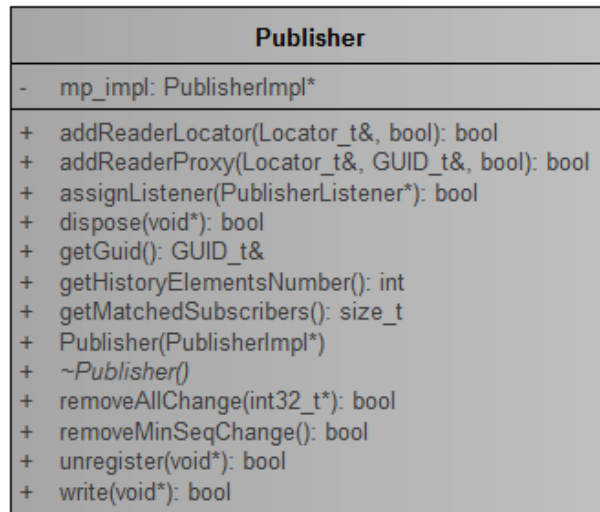 Publisher
- mp_impl: PublisherImpl*
+ addReaderLocator(Locator_t&, bool): bool
+ addReaderProxy(Locator_t&, GUID_t&, bool): bool
+ assignListener(PublisherListener*): bool
+ dispose(void*): bool
+ getGuid(): GUID_t&
+ getHistoryElementsNumber(): int
+ getMatchedSubscribers(): size_t
+ Publisher(PublisherImpl*)
+ ~Publisher()
+ removeAllChange(int32_t*): bool
+ removeMinSeqChange(): bool
+ unregister(void*): bool
+ write(void*): bool